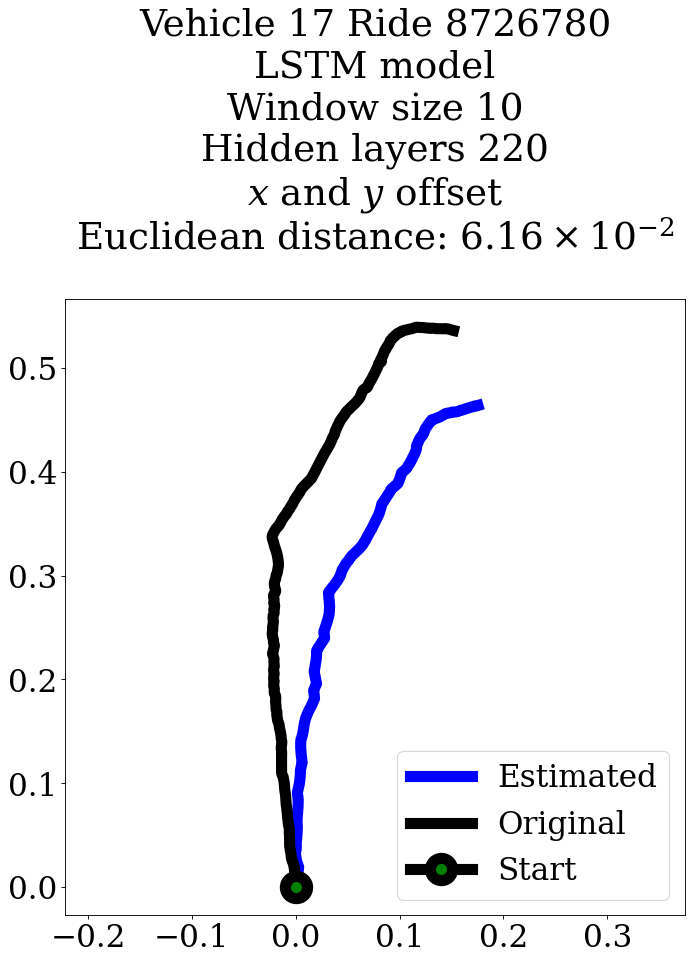 Vehicle 17 Ride 8726780
LSTM model
Window size 10
Hidden layers 220
x and y offset
Euclidean distance: 6.16 × 10⁻²
0.5
0.4
0.3
0.2
0.1
0.0
Estimated
Original
Start
−0.2 −0.1 0.0 0.1 0.2 0.3